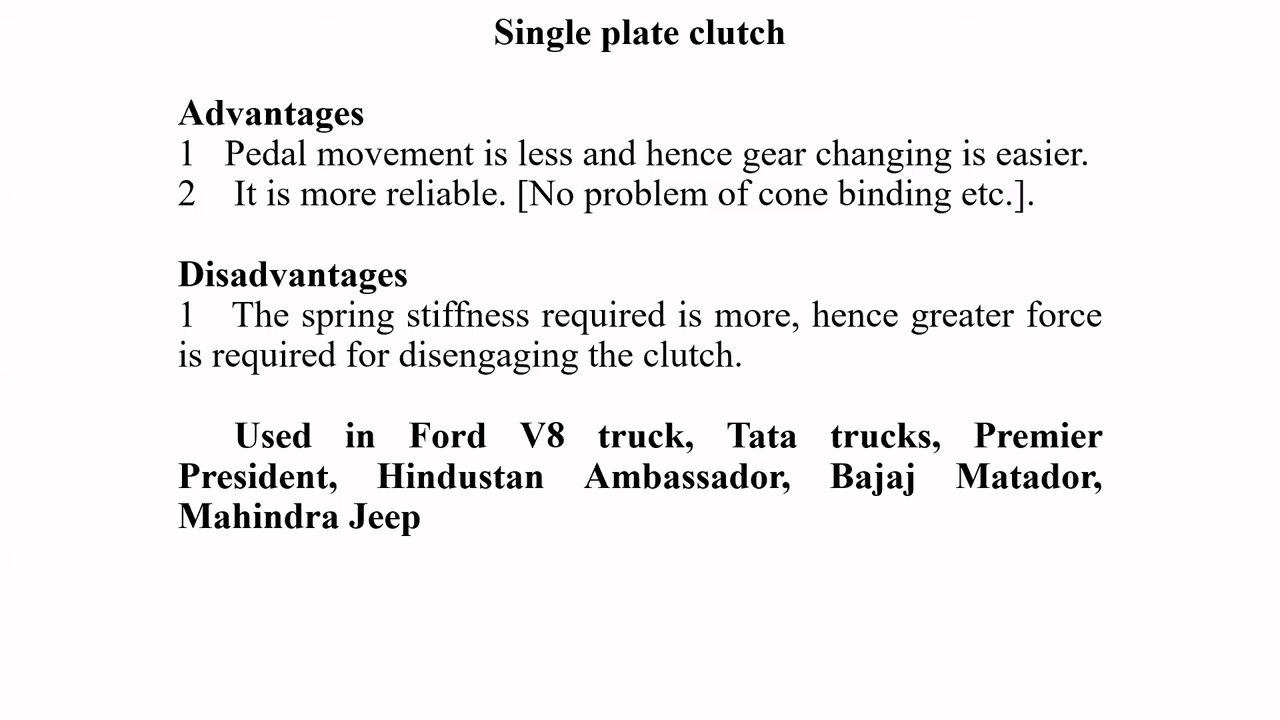 Single plate clutch
Advantages
1 Pedal movement is less and hence gear changing is easier.
2 It is more reliable. [No problem of cone binding etc.].
Disadvantages
1 The spring stiffness required is more, hence greater force
is required for disengaging the clutch.
Used in Ford V8 truck, Tata trucks, Premier
President, Hindustan Ambassador, Bajaj Matador,
Mahindra Jeep